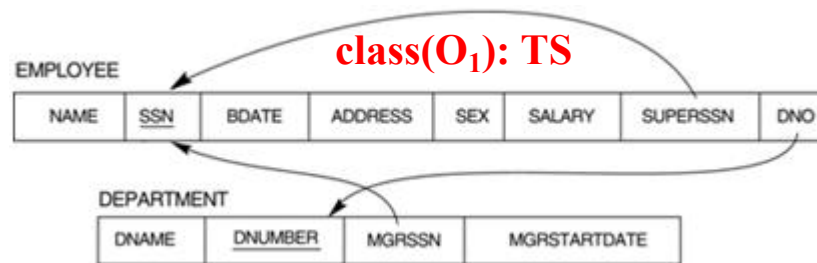 class(O₁): TS
EMPLOYEE
NAME SSN BDATE ADDRESS SEX SALARY SUPERSSN DNO
DEPARTMENT
DNAME DNUMBER MGRSSN MGRSTARTDATE